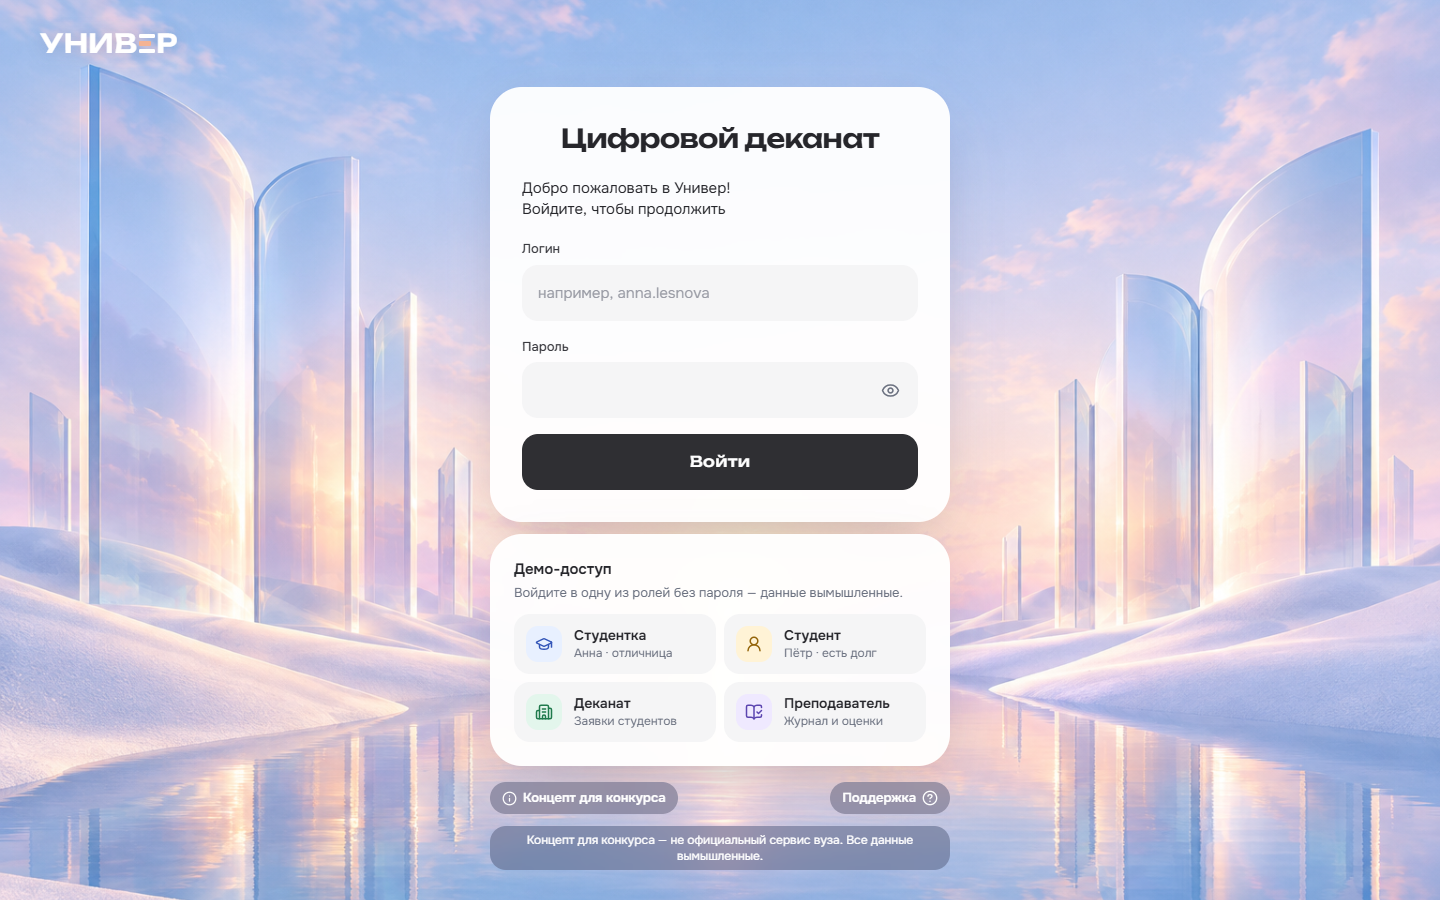 УНИВЕР
Цифровой деканат
Добро пожаловать в Универ!
Войдите, чтобы продолжить
Логин
например, anna.lesnova
Пароль
Войти
Демо-доступ
Войдите в одну из ролей без пароля — данные вымышленные.
Студентка
Анна · отличница
Студент
Пётр · есть долг
Деканат
Заявки студентов
Преподаватель
Журнал и оценки
Концепт для конкурса
Поддержка
Концепт для конкурса — не официальный сервис вуза. Все данные
вымышленные.